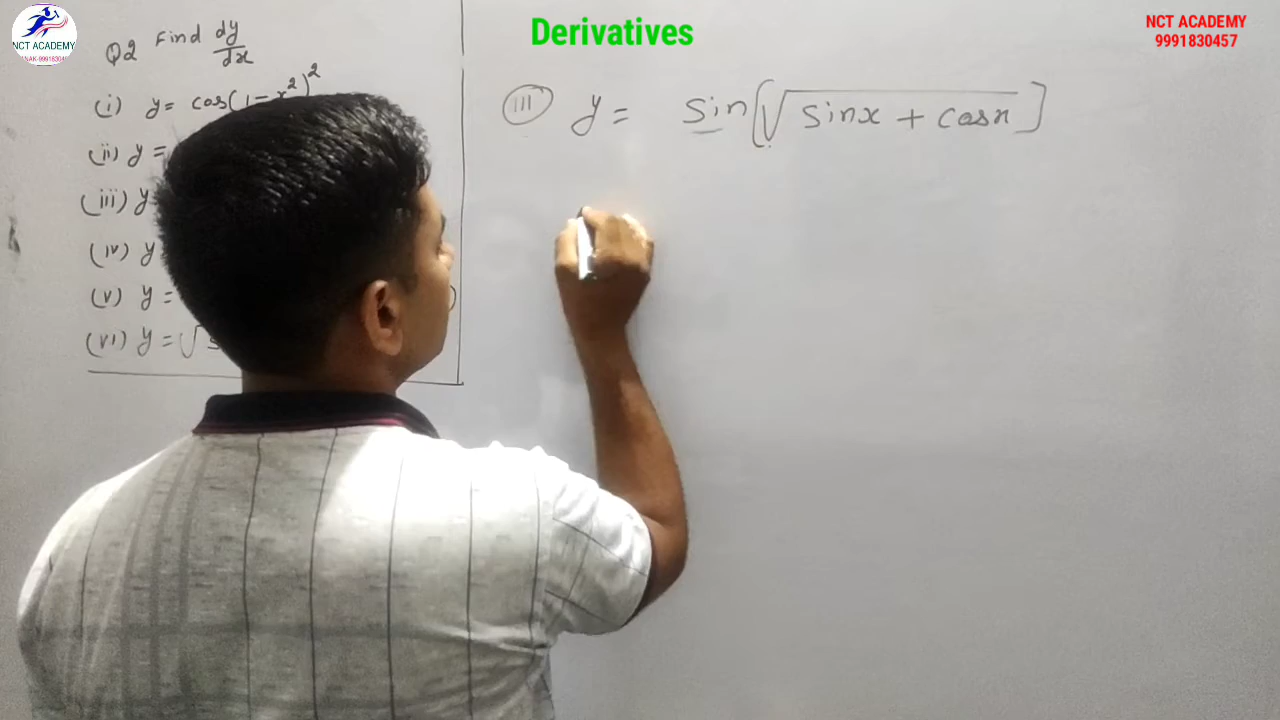 NCT ACADEMY
Derivatives
NCT ACADEMY
9991830457
Q2 Find dy/dx
(i) y = cos(1-x²)²
(ii) y =
(iii) y
(iv) y
(v) y = )
(vi) y = √s
(iii) y = sin[√sinx + cosx]